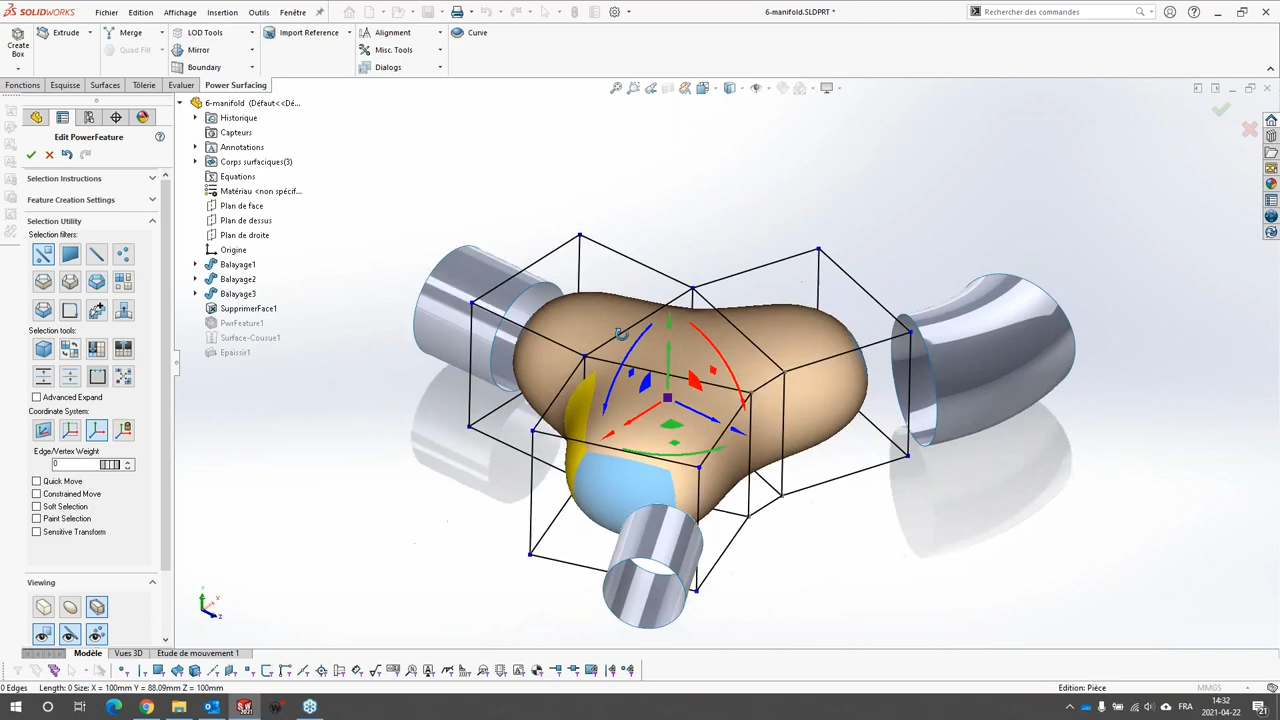 SOLIDWORKS
Fichier Edition Affichage Insertion Outils Fenêtre
6-manifold.SLDPRT *
Rechercher des commandes
Create Box
Extrude
Merge
LOD Tools
Import Reference
Alignment
Curve
Quad Fill
Mirror
Misc. Tools
Boundary
Dialogs
Fonctions Esquisse Surfaces Tôlerie Evaluer Power Surfacing
6-manifold (Défaut<<Dé...
Historique
Capteurs
Annotations
Corps surfaciques(3)
Equations
Matériau <non spécif...
Plan de face
Plan de dessus
Plan de droite
Origine
Balayage1
Balayage2
Balayage3
SupprimerFace1
PwrFeature1
Surface-Cousue1
Epaissir1
Edit PowerFeature
Selection Instructions
Feature Creation Settings
Selection Utility
Selection filters:
Selection tools:
Advanced Expand
Coordinate System:
Edge/Vertex Weight
0
Quick Move
Constrained Move
Soft Selection
Paint Selection
Sensitive Transform
Viewing
Y
X
Z
Modèle Vues 3D Etude de mouvement 1
0 Edges Length: 0 Size: X = 100mm Y = 88.09mm Z = 100mm
Edition: Pièce
MMGS
FRA
14:32
2021-04-22
21